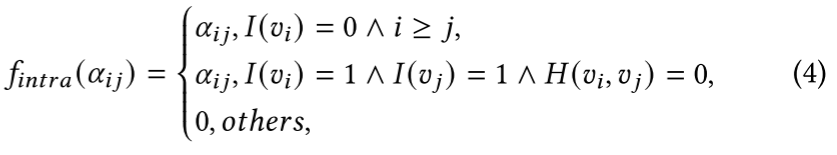 α_{ij}, I(v_i) = 0 ∧ i ≥ j,
f_{intra}(α_{ij}) = { α_{ij}, I(v_i) = 1 ∧ I(v_j) = 1 ∧ H(v_i, v_j) = 0, (4)
0, others,